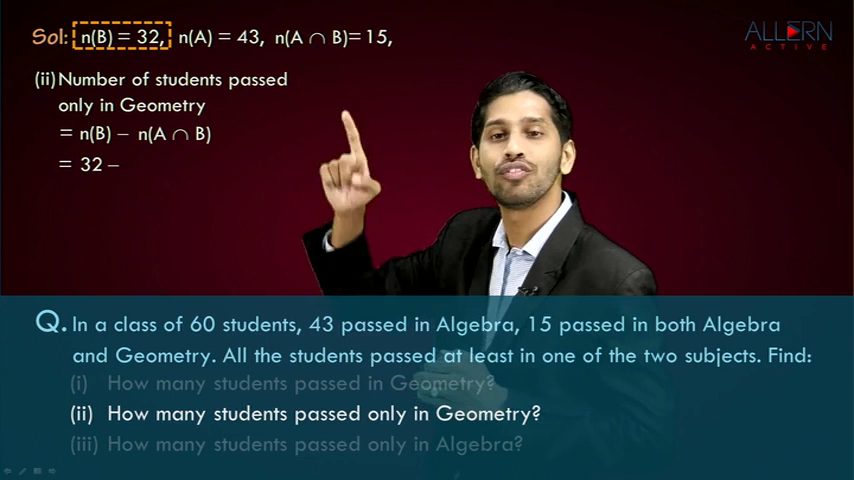 Sol: n(B) = 32, n(A) = 43, n(A ∩ B)= 15,
ALLERN
ACTIVE
(ii) Number of students passed
only in Geometry
= n(B) – n(A ∩ B)
= 32 –
Q. In a class of 60 students, 43 passed in Algebra, 15 passed in both Algebra
and Geometry. All the students passed at least in one of the two subjects. Find:
(i) How many students passed in Geometry?
(ii) How many students passed only in Geometry?
(iii) How many students passed only in Algebra?